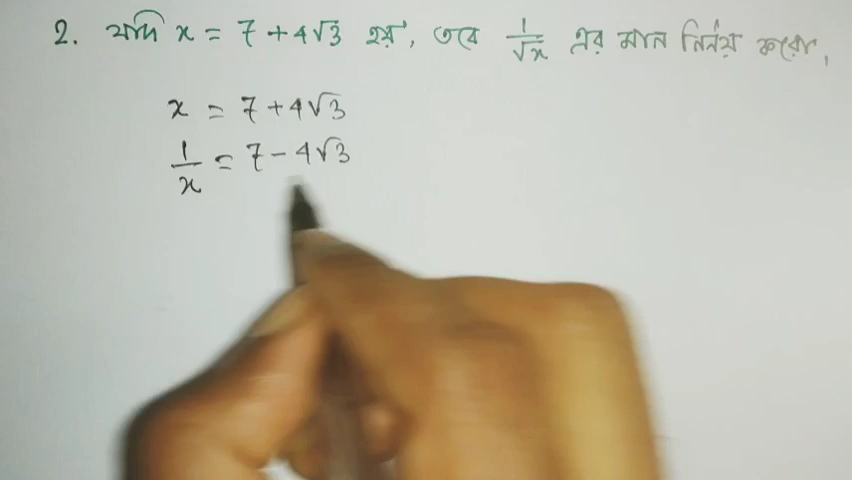 2. যদি x = 7 + 4√3 হয়, তবে 1/√x এর মান নির্ণয় করো,
x = 7 + 4√3
1/x = 7 - 4√3